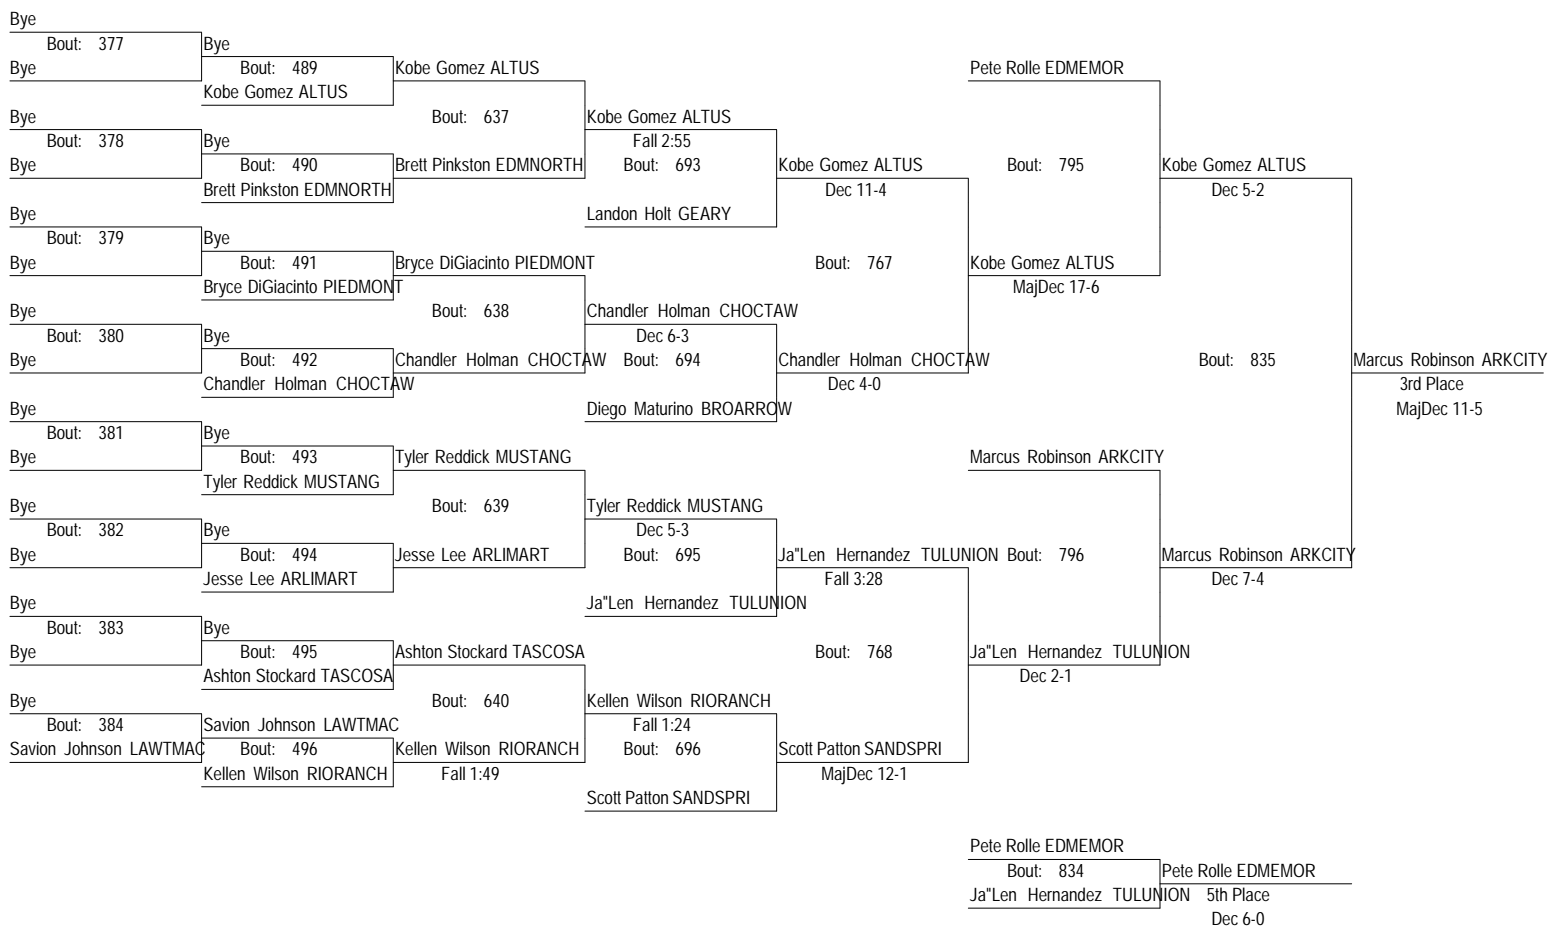 Bye
Bout: 377 Bye
Bye Bout: 489 Kobe Gomez ALTUS Pete Rolle EDMEMOR
Kobe Gomez ALTUS
Bye Bout: 637 Kobe Gomez ALTUS
Bout: 378 Bye Fall 2:55
Bye Bout: 490 Brett Pinkston EDMNORTH Bout: 693 Kobe Gomez ALTUS Bout: 795 Kobe Gomez ALTUS
Brett Pinkston EDMNORTH Dec 11-4 Dec 5-2
Bye Landon Holt GEARY
Bout: 379 Bye
Bye Bout: 491 Bryce DiGiacinto PIEDMONT Bout: 767 Kobe Gomez ALTUS
Bryce DiGiacinto PIEDMONT MajDec 17-6
Bye Bout: 638 Chandler Holman CHOCTAW
Bout: 380 Bye Dec 6-3
Bye Bout: 492 Chandler Holman CHOCTAW Bout: 694 Chandler Holman CHOCTAW Bout: 835 Marcus Robinson ARKCITY
Chandler Holman CHOCTAW Dec 4-0 3rd Place
Bye Diego Maturino BROARROW MajDec 11-5
Bout: 381 Bye
Bye Bout: 493 Tyler Reddick MUSTANG Marcus Robinson ARKCITY
Tyler Reddick MUSTANG
Bye Bout: 639 Tyler Reddick MUSTANG
Bout: 382 Bye Dec 5-3
Bye Bout: 494 Jesse Lee ARLIMART Bout: 695 Ja"Len Hernandez TULUNION Bout: 796 Marcus Robinson ARKCITY
Jesse Lee ARLIMART Fall 3:28 Dec 7-4
Bye Ja"Len Hernandez TULUNION
Bout: 383 Bye
Bye Bout: 495 Ashton Stockard TASCOSA Bout: 768 Ja"Len Hernandez TULUNION
Ashton Stockard TASCOSA Dec 2-1
Bye Bout: 640 Kellen Wilson RIORANCH
Bout: 384 Savion Johnson LAWTMAC Fall 1:24
Savion Johnson LAWTMAC Bout: 496 Kellen Wilson RIORANCH Bout: 696 Scott Patton SANDSPRI
Kellen Wilson RIORANCH Fall 1:49 MajDec 12-1
Scott Patton SANDSPRI
Pete Rolle EDMEMOR
Bout: 834 Pete Rolle EDMEMOR
Ja"Len Hernandez TULUNION 5th Place
Dec 6-0